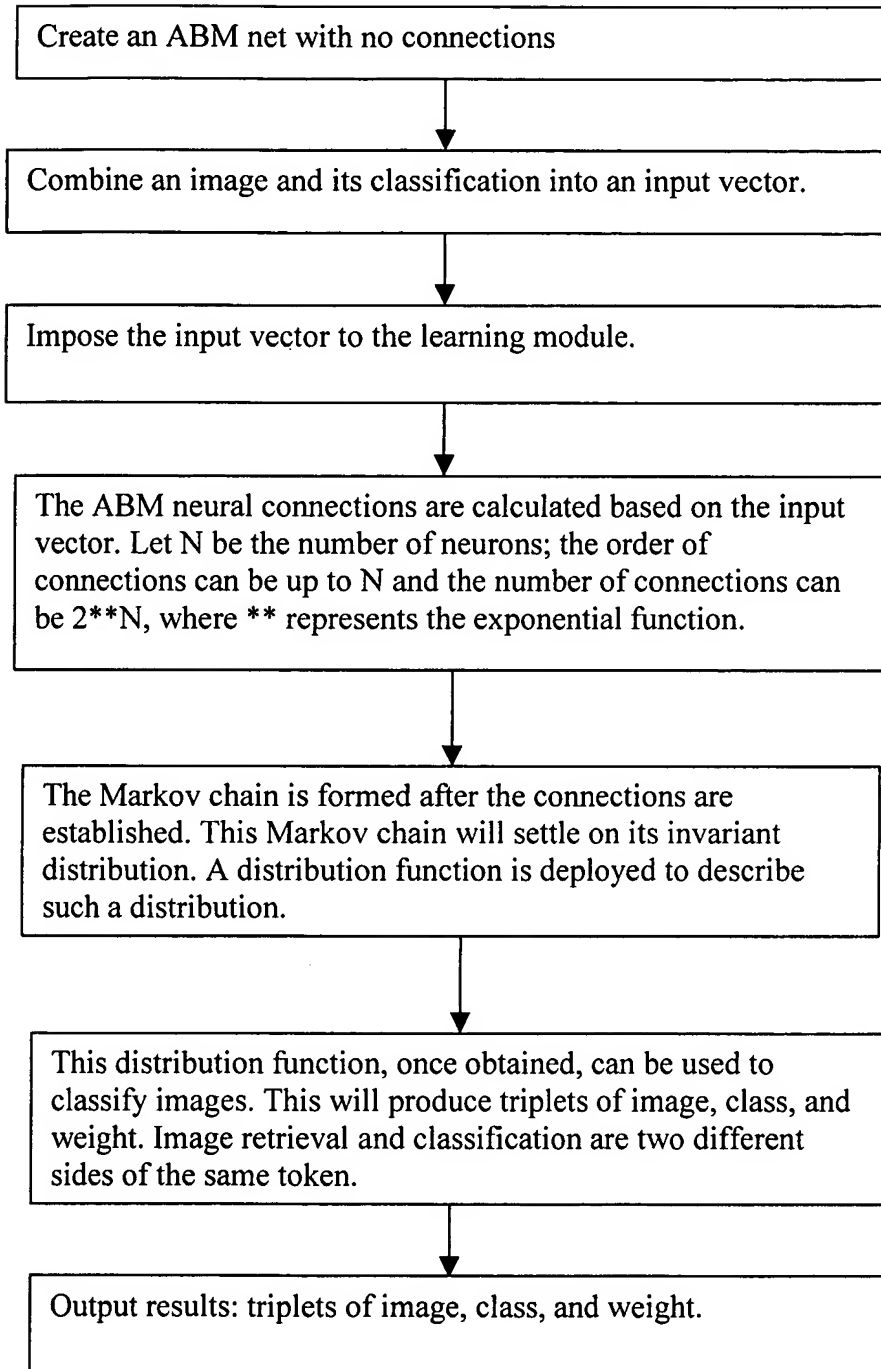 Create an ABM net with no connections
Combine an image and its classification into an input vector.
Impose the input vector to the learning module.
The ABM neural connections are calculated based on the input
vector. Let N be the number of neurons; the order of
connections can be up to N and the number of connections can
be 2**N, where ** represents the exponential function.
The Markov chain is formed after the connections are
established. This Markov chain will settle on its invariant
distribution. A distribution function is deployed to describe
such a distribution.
This distribution function, once obtained, can be used to
classify images. This will produce triplets of image, class, and
weight. Image retrieval and classification are two different
sides of the same token.
Output results: triplets of image, class, and weight.